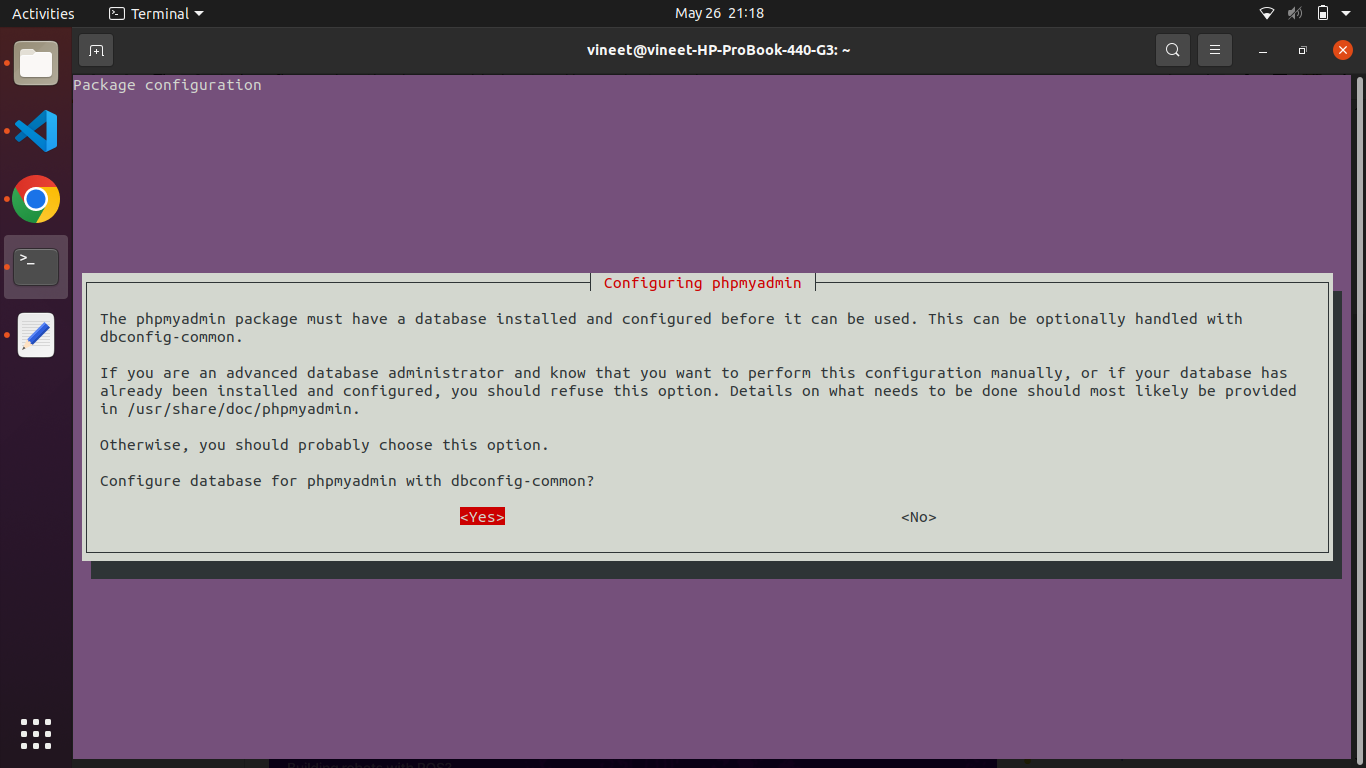 Activities
Terminal
May 26 21:18
vineet@vineet-HP-ProBook-440-G3: ~
Package configuration
Configuring phpmyadmin
The phpmyadmin package must have a database installed and configured before it can be used. This can be optionally handled with
dbconfig-common.
If you are an advanced database administrator and know that you want to perform this configuration manually, or if your database has
already been installed and configured, you should refuse this option. Details on what needs to be done should most likely be provided
in /usr/share/doc/phpmyadmin.
Otherwise, you should probably choose this option.
Configure database for phpmyadmin with dbconfig-common?
<Yes> <No>